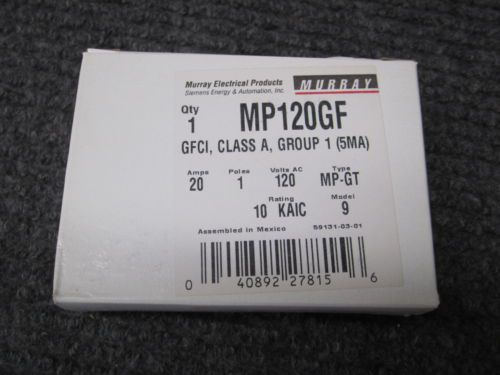 Murray Electrical Products
Siemens Energy & Automation, Inc.
MURRAY
Qty
1
MP120GF
GFCI, CLASS A, GROUP 1 (5MA)
Amps Poles Volts AC Type
20 1 120 MP-GT
Rating Model
10 KAIC 9
Assembled in Mexico 59131-03-01
0 40892 27815 6